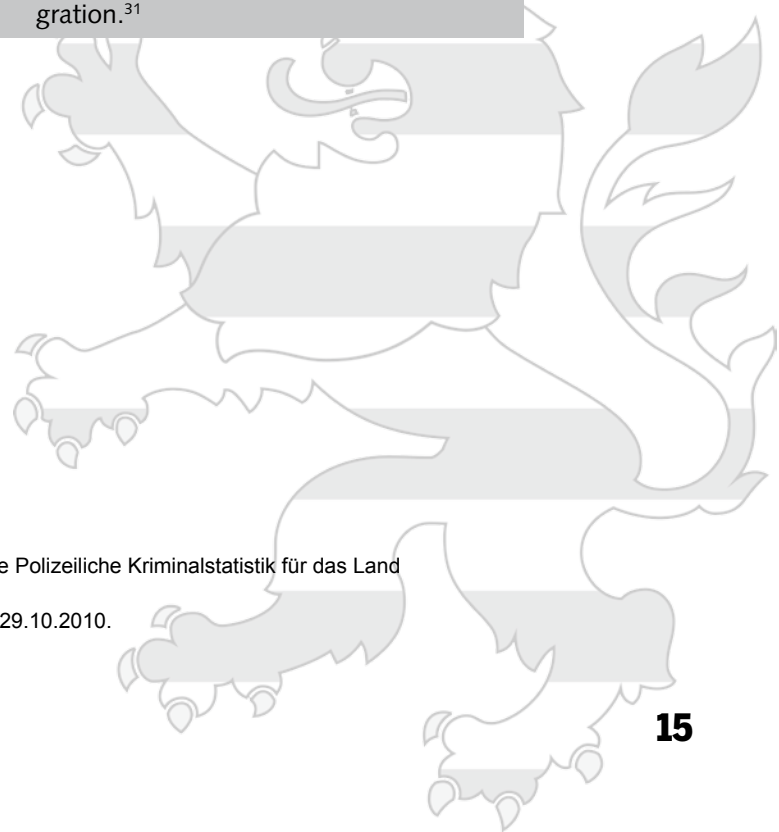 gration.³¹
e Polizeiliche Kriminalstatistik für das Land
29.10.2010.
15